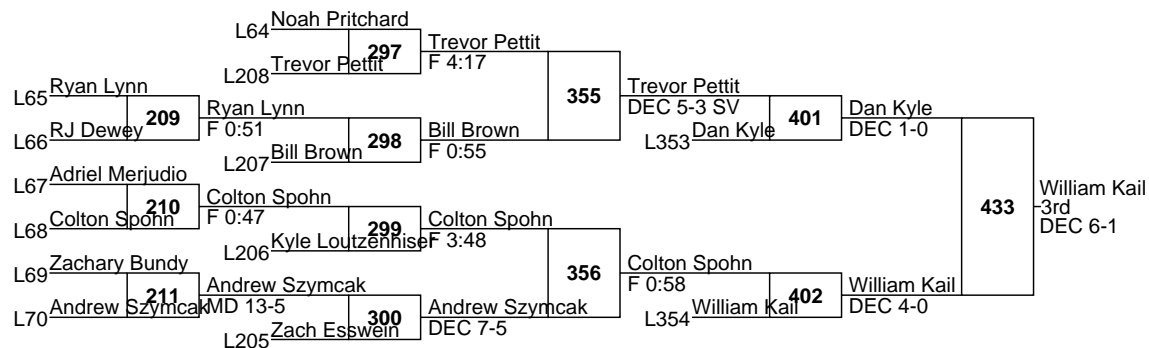 L64 Noah Pritchard
297
L208 Trevor Pettit
Trevor Pettit
F 4:17
L65 Ryan Lynn
209
L66 RJ Dewey
Ryan Lynn
F 0:51
298
L207 Bill Brown
Bill Brown
F 0:55
355
Trevor Pettit
DEC 5-3 SV
401
L353 Dan Kyle
Dan Kyle
DEC 1-0
L67 Adriel Merjudio
210
L68 Colton Spohn
Colton Spohn
F 0:47
299
L206 Kyle Loutzenhiser
Colton Spohn
F 3:48
L69 Zachary Bundy
211
L70 Andrew Szymcak
Andrew Szymcak
MD 13-5
300
L205 Zach Esswein
Andrew Szymcak
DEC 7-5
356
Colton Spohn
F 0:58
402
L354 William Kail
William Kail
DEC 4-0
433
William Kail
3rd
DEC 6-1